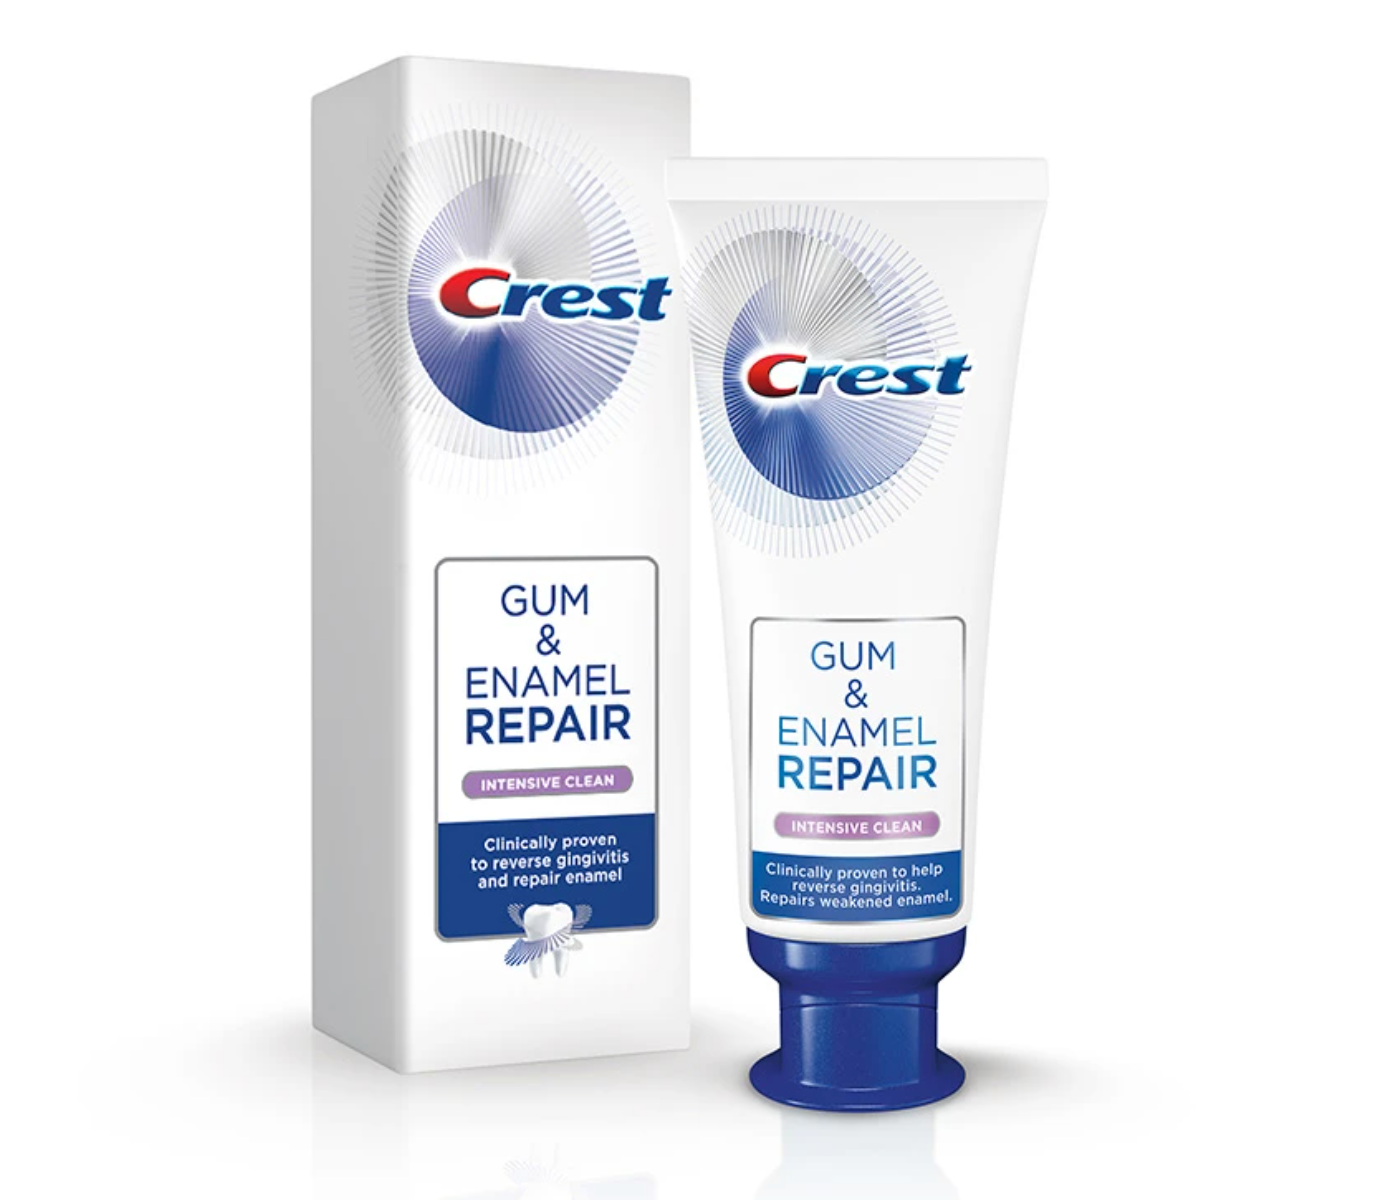 Crest
GUM
&
ENAMEL
REPAIR
INTENSIVE CLEAN
Clinically proven
to reverse gingivitis
and repair enamel
Crest
GUM
&
ENAMEL
REPAIR
INTENSIVE CLEAN
Clinically proven to help
reverse gingivitis.
Repairs weakened enamel.